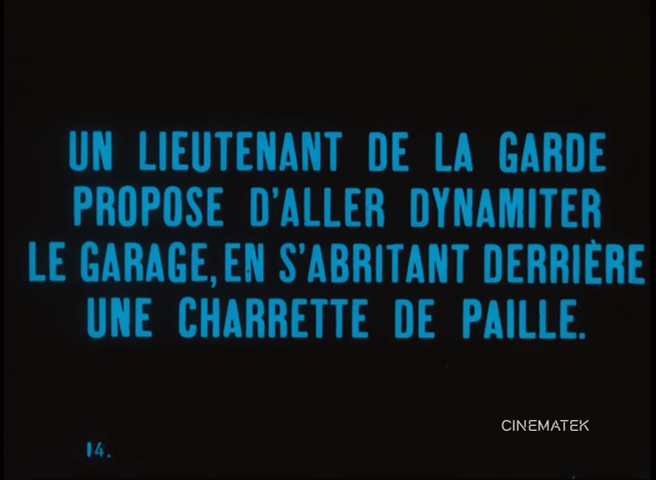 UN LIEUTENANT DE LA GARDE
PROPOSE D'ALLER DYNAMITER
LE GARAGE, EN S'ABRITANT DERRIÈRE
UNE CHARRETTE DE PAILLE.
CINEMATEK
14.